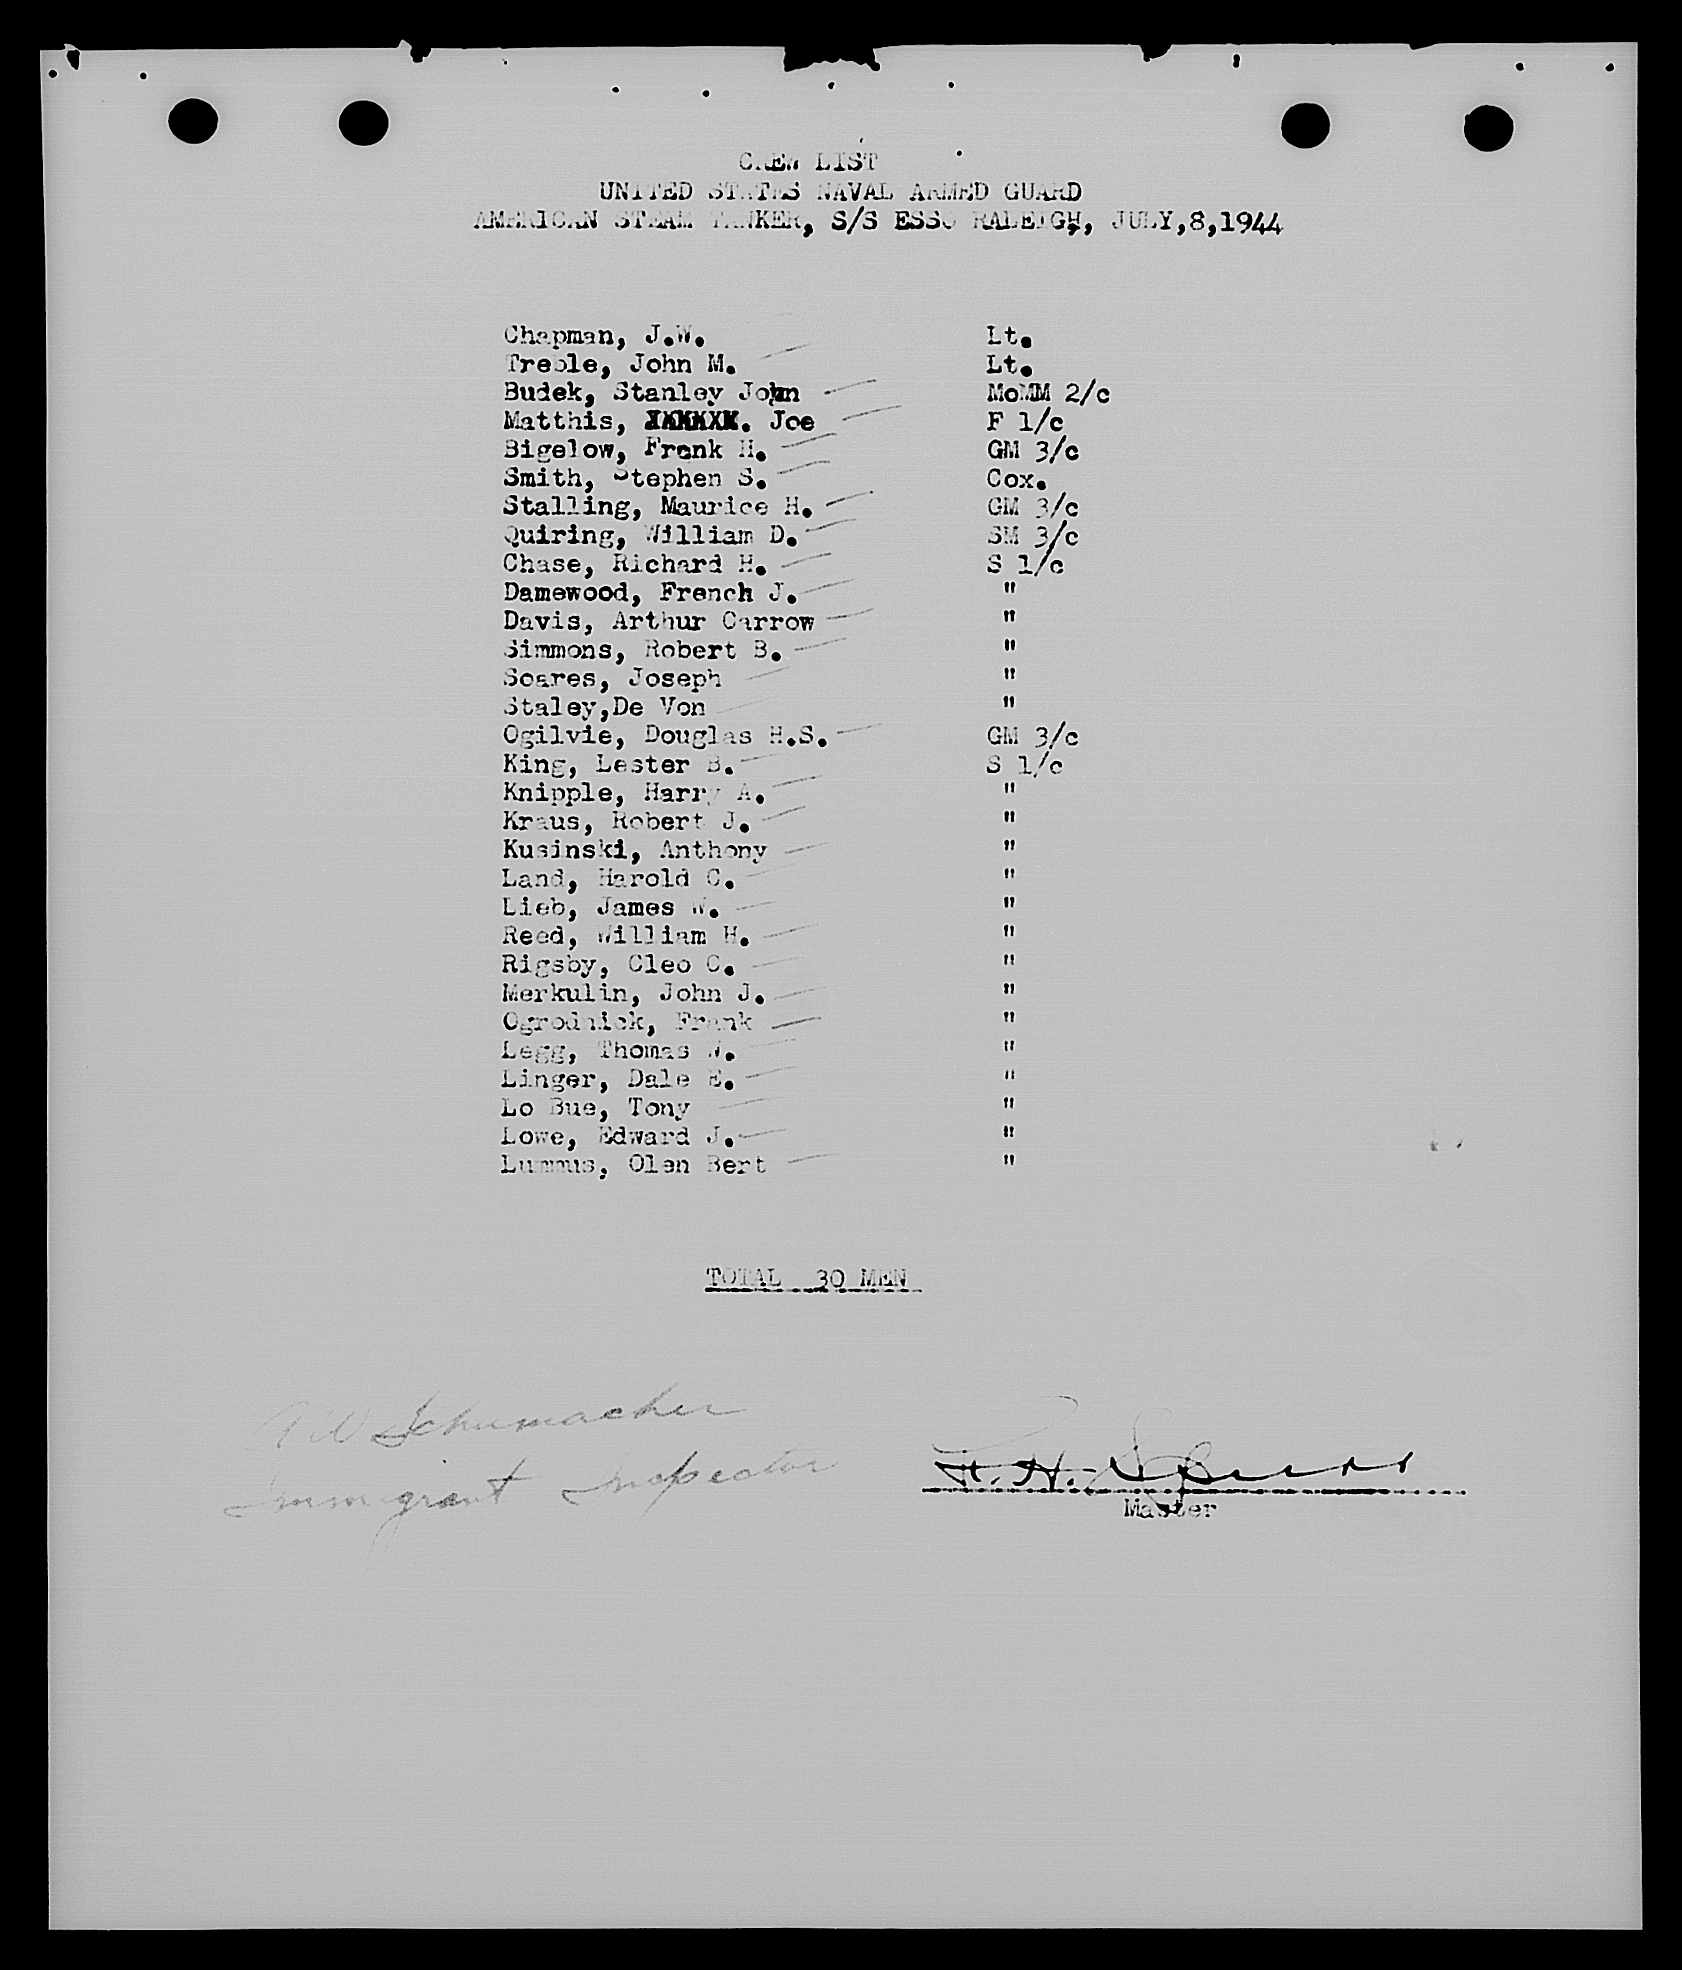 CREW LIST
UNITED STATES NAVAL ARMED GUARD
AMERICAN STEAM TANKER, S/S ESSO RALEIGH, JULY,8,1944
Chapman, J.W. Lt.
Treble, John M. Lt.
Budek, Stanley John MoMM 2/c
Matthis, Joe F 1/c
Bigelow, Frank H. GM 3/c
Smith, Stephen S. Cox.
Stalling, Maurice H. GM 3/c
Quiring, William D. SM 3/c
Chase, Richard H. S 1/c
Damewood, French J. "
Davis, Arthur Carrow "
Simmons, Robert B. "
Soares, Joseph "
Staley,De Von "
Ogilvie, Douglas H.S. GM 3/c
King, Lester B. S 1/c
Knipple, Harry A. "
Kraus, Robert J. "
Kusinski, Anthony "
Land, Harold C. "
Lieb, James W. "
Reed, William H. "
Rigsby, Cleo C. "
Merkulin, John J. "
Ogrodnick, Frank "
Legg, Thomas W. "
Linger, Dale E. "
Lo Bue, Tony "
Lowe, Edward J. "
Lummus, Olen Bert "
TOTAL 30 MEN
Schumacher
Immigrant Inspector
Master